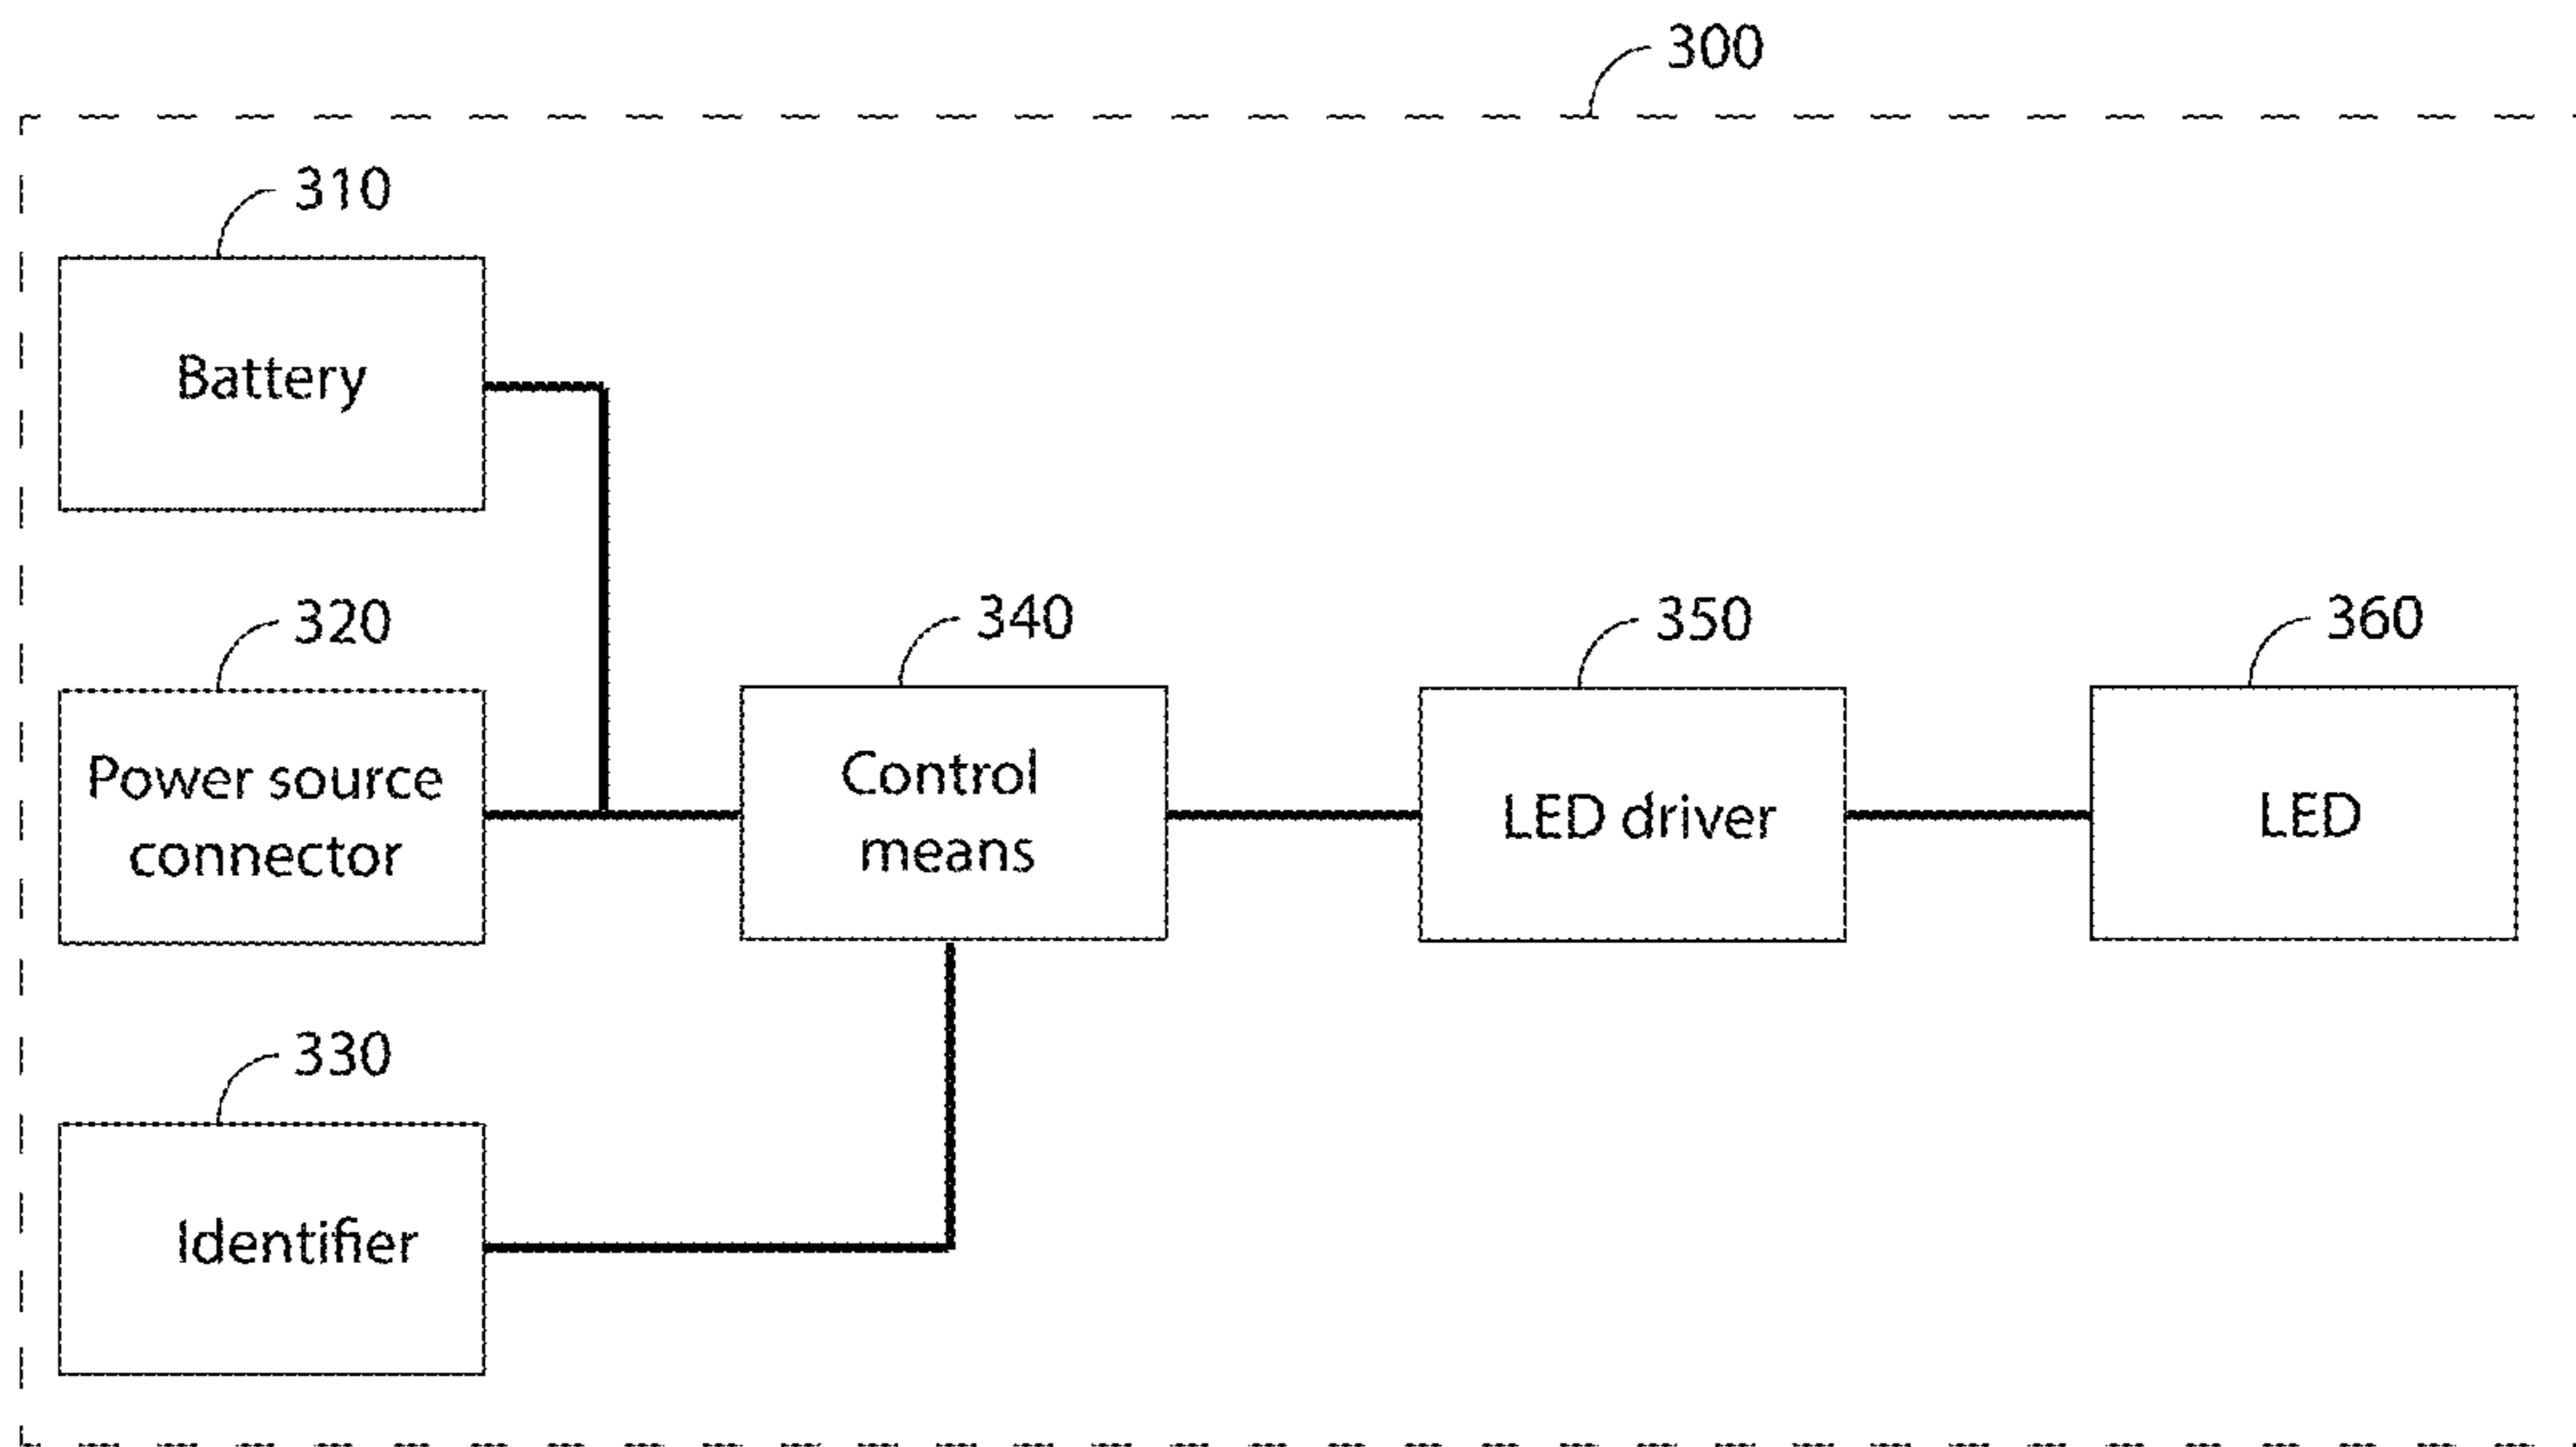 300
310
Battery
320
340
350
360
Power source
connector
Control
means
LED driver
LED
330
Identifier